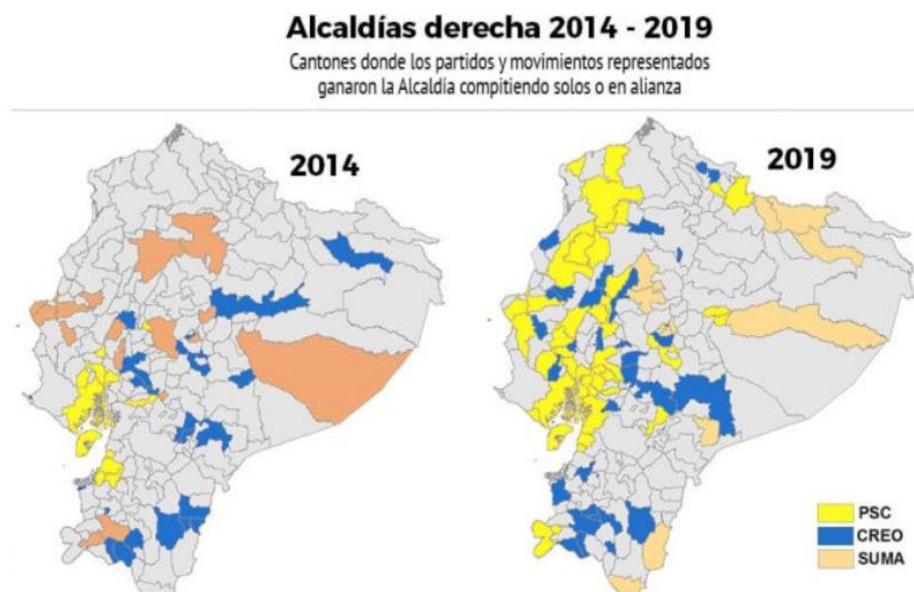 Alcaldías derecha 2014 - 2019
Cantones donde los partidos y movimientos representados
ganaron la Alcaldía compitiendo solos o en alianza
2014
2019
PSC
CREO
SUMA